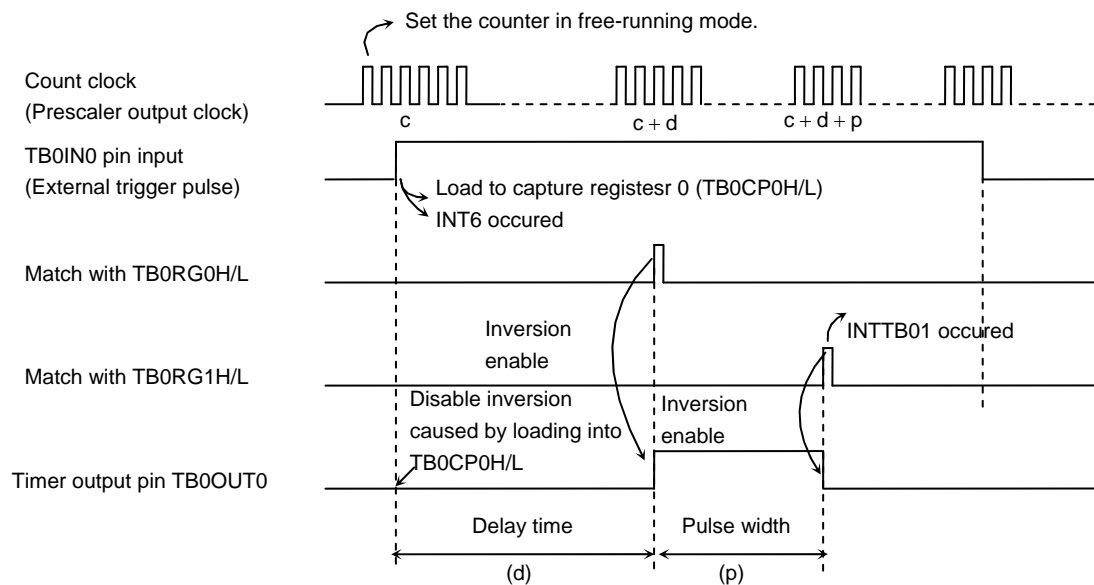 Set the counter in free-running mode.
Count clock
(Prescaler output clock)
c
c + d
c + d + p
TB0IN0 pin input
(External trigger pulse)
Load to capture registesr 0 (TB0CP0H/L)
INT6 occured
Match with TB0RG0H/L
Inversion
enable
INTTB01 occured
Match with TB0RG1H/L
Disable inversion
caused by loading into
TB0CP0H/L
Inversion
enable
Timer output pin TB0OUT0
Delay time
Pulse width
(d)
(p)